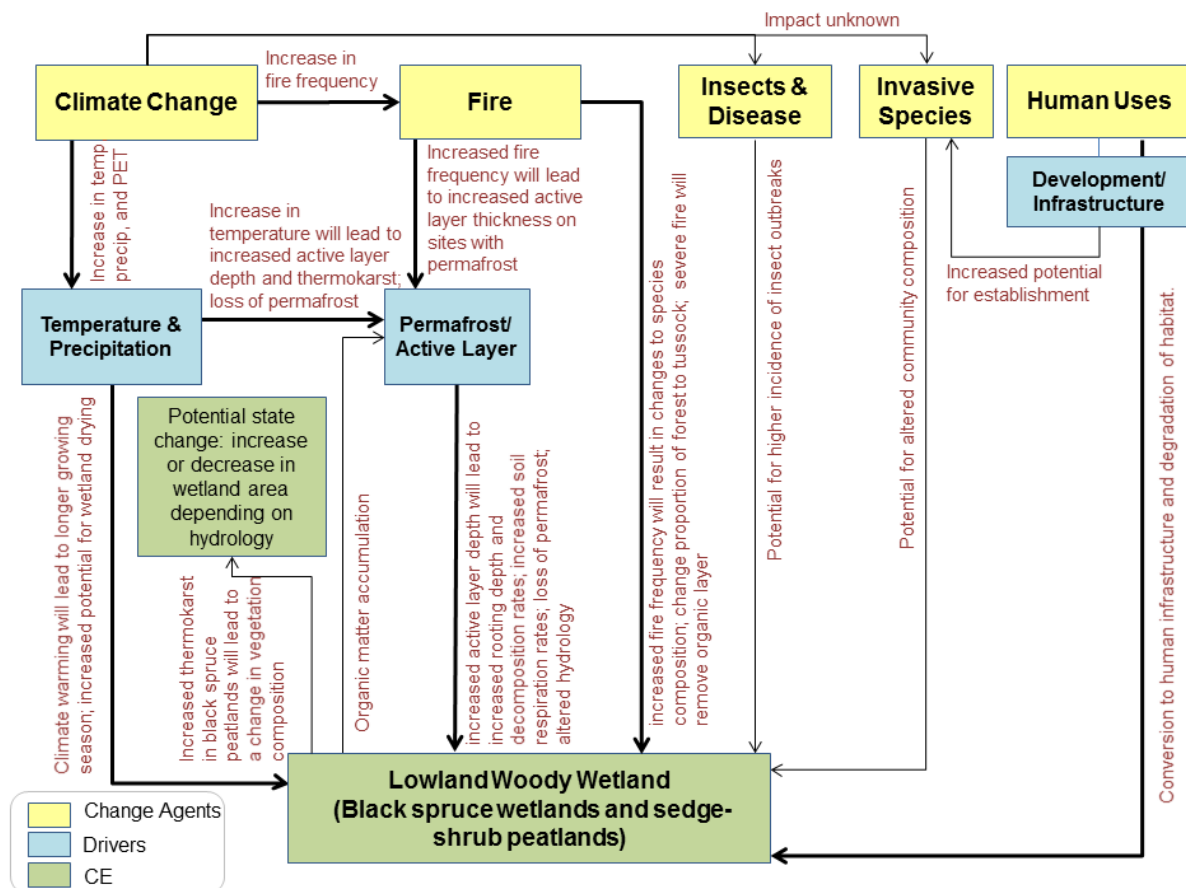 Impact unknown
Increase in
fire frequency
Climate Change
Fire
Insects &
Disease
Invasive
Species
Human Uses
Increase in temp
precip, and PET
Increased fire
frequency will lead
to increased active
layer thickness on
sites with
permafrost
Development/
Infrastructure
Increase in
temperature will lead to
increased active layer
depth and thermokarst;
loss of permafrost
Increased potential
for establishment
Temperature &
Precipitation
Permafrost/
Active Layer
Potential state
change: increase
or decrease in
wetland area
depending on
hydrology
Climate warming will lead to longer growing
season; increased potential for wetland drying
Increased thermokarst
in black spruce
peatlands will lead to
a change in vegetation
composition
Organic matter accumulation
increased active layer depth will lead to
increased rooting depth and
decomposition rates; increased soil
respiration rates; loss of permafrost;
altered hydrology
increased fire frequency will result in changes to species
composition; change proportion of forest to tussock; severe fire will
remove organic layer
Potential for higher incidence of insect outbreaks
Potential for altered community composition
Conversion to human infrastructure and degradation of habitat.
Lowland Woody Wetland
(Black spruce wetlands and sedge-
shrub peatlands)
Change Agents
Drivers
CE